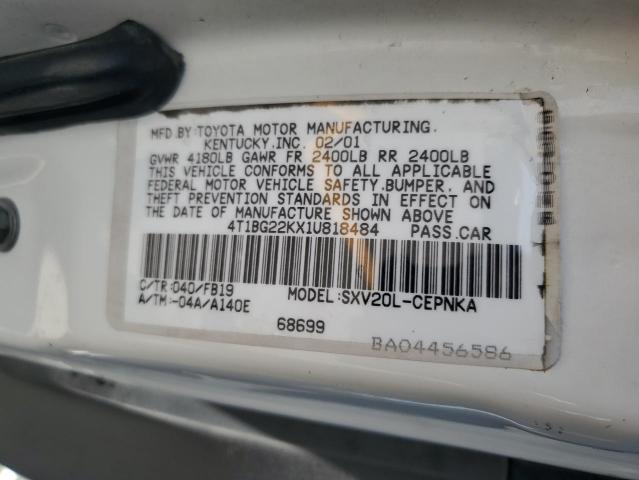 MFD.BY:TOYOTA MOTOR MANUFACTURING.
KENTUCKY.INC. 02/01
GVWR 4180LB GAWR FR 2400LB RR 2400LB
THIS VEHICLE CONFORMS TO ALL APPLICABLE
FEDERAL MOTOR VEHICLE SAFETY.BUMPER. AND
THEFT PREVENTION STANDARDS IN EFFECT ON
THE DATE OF MANUFACTURE SHOWN ABOVE
4T1BG22KX1U818484 PASS.CAR
C/TR:040/FB19 MODEL:SXV20L-CEPNKA
A/TM:-04A/A140E
68699
BA04456586